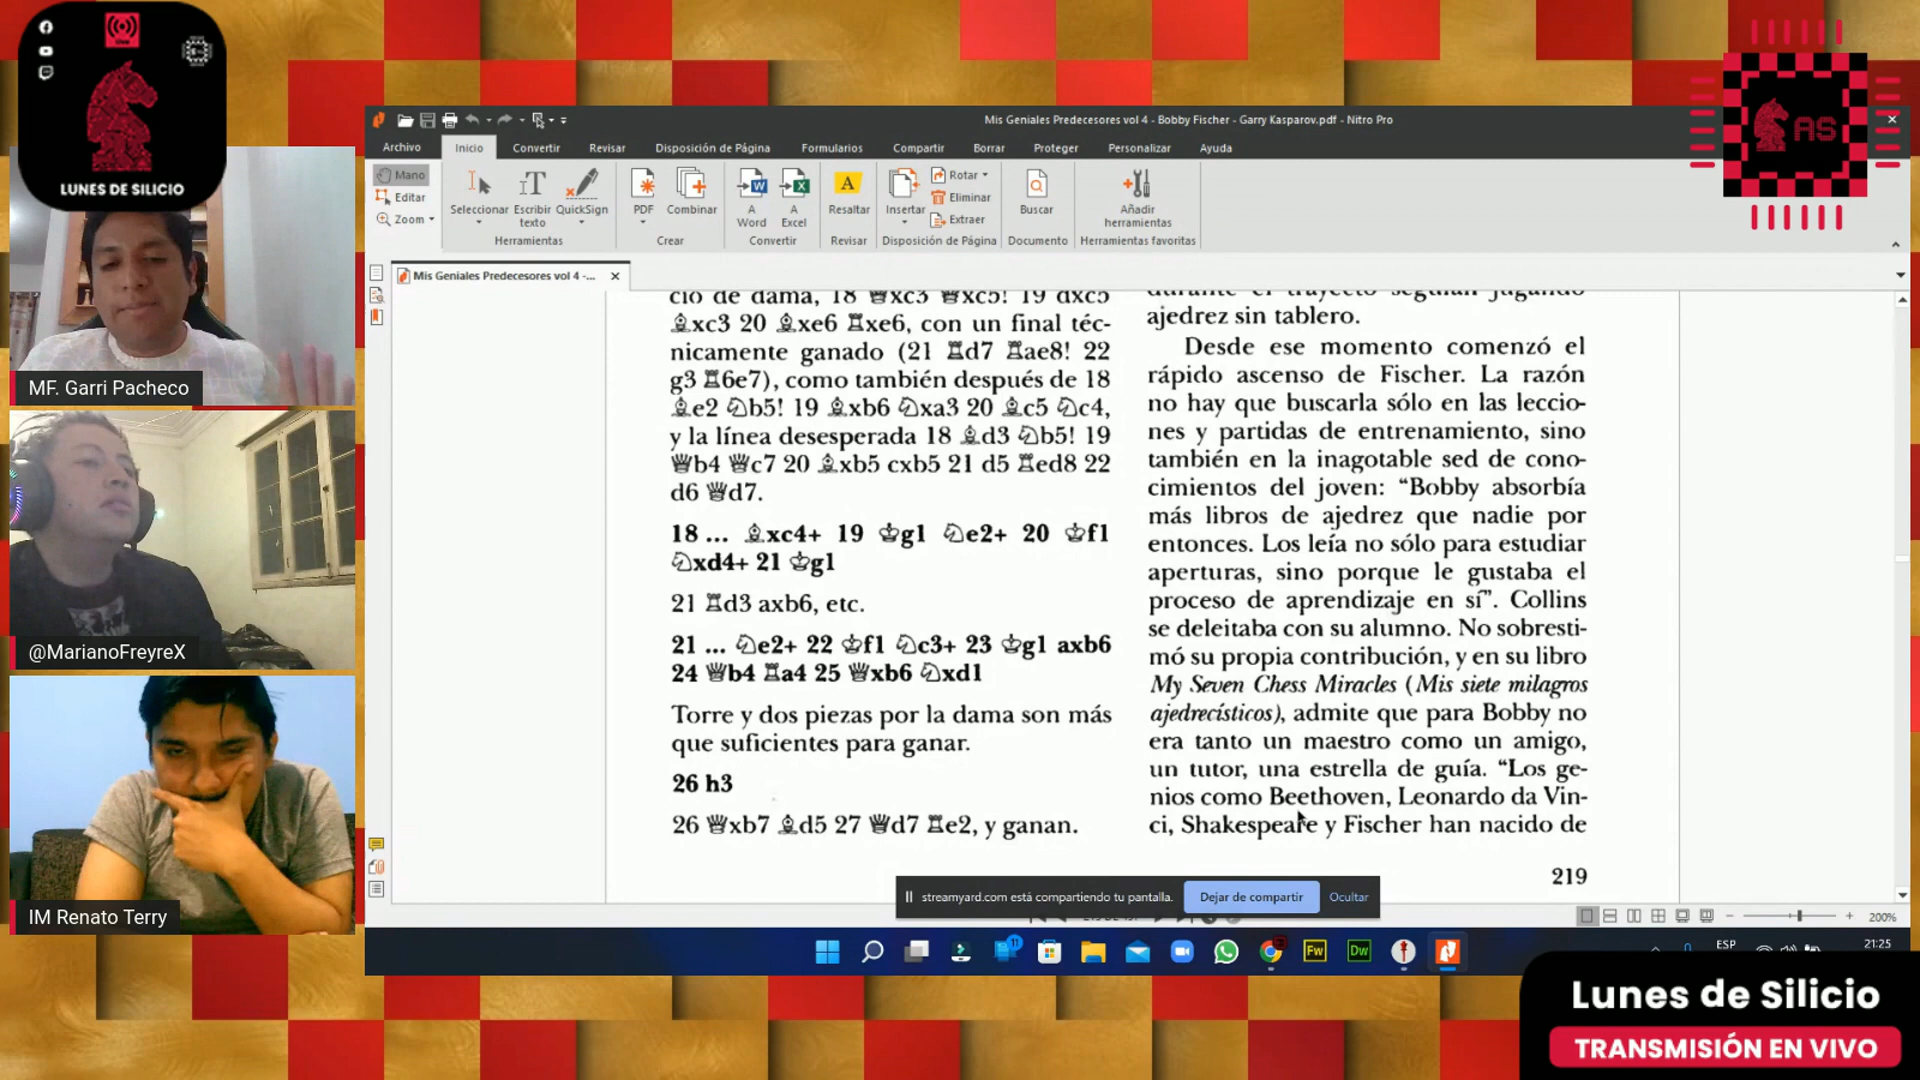 LUNES DE SILICIO
AS
MF. Garri Pacheco
@MarianoFreyreX
IM Renato Terry
Mis Geniales Predecesores vol 4 - Bobby Fischer - Garry Kasparov.pdf - Nitro Pro
Archivo Inicio Convertir Revisar Disposición de Página Formularios Compartir Borrar Proteger Personalizar Ayuda
Mano
Editar
Zoom
Seleccionar
Escribir texto
QuickSign
Herramientas
PDF
Combinar
Crear
A Word
A Excel
Convertir
Resaltar
Revisar
Insertar
Rotar
Eliminar
Extraer
Disposición de Página
Buscar
Documento
Añadir herramientas
Herramientas favoritas
Mis Geniales Predecesores vol 4 -...
cio de dama, 18 ♕xc3 ♕xc5! 19 dxc5
♗xc3 20 ♗xe6 ♖xe6, con un final téc-
nicamente ganado (21 ♖d7 ♖ae8! 22
g3 ♖6e7), como también después de 18
♗e2 ♘b5! 19 ♗xb6 ♘xa3 20 ♗c5 ♘c4,
y la línea desesperada 18 ♗d3 ♘b5! 19
♕b4 ♕c7 20 ♗xb5 cxb5 21 d5 ♖ed8 22
d6 ♕d7.
18 ... ♗xc4+ 19 ♔g1 ♘e2+ 20 ♔f1
♘xd4+ 21 ♔g1
21 ♖d3 axb6, etc.
21 ... ♘e2+ 22 ♔f1 ♘c3+ 23 ♔g1 axb6
24 ♕b4 ♖a4 25 ♕xb6 ♘xd1
Torre y dos piezas por la dama son más
que suficientes para ganar.
26 h3
26 ♕xb7 ♗d5 27 ♕d7 ♖e2, y ganan.
durante el trayecto seguían jugando
ajedrez sin tablero.
Desde ese momento comenzó el
rápido ascenso de Fischer. La razón
no hay que buscarla sólo en las leccio-
nes y partidas de entrenamiento, sino
también en la inagotable sed de cono-
cimientos del joven: “Bobby absorbía
más libros de ajedrez que nadie por
entonces. Los leía no sólo para estudiar
aperturas, sino porque le gustaba el
proceso de aprendizaje en sí”. Collins
se deleitaba con su alumno. No sobresti-
mó su propia contribución, y en su libro
My Seven Chess Miracles (Mis siete milagros
ajedrecísticos), admite que para Bobby no
era tanto un maestro como un amigo,
un tutor, una estrella de guía. “Los ge-
nios como Beethoven, Leonardo da Vin-
ci, Shakespeare y Fischer han nacido de
219
streamyard.com está compartiendo tu pantalla. Dejar de compartir Ocultar
200%
11
Fw
Dw
ESP
21:25
Lunes de Silicio
TRANSMISIÓN EN VIVO